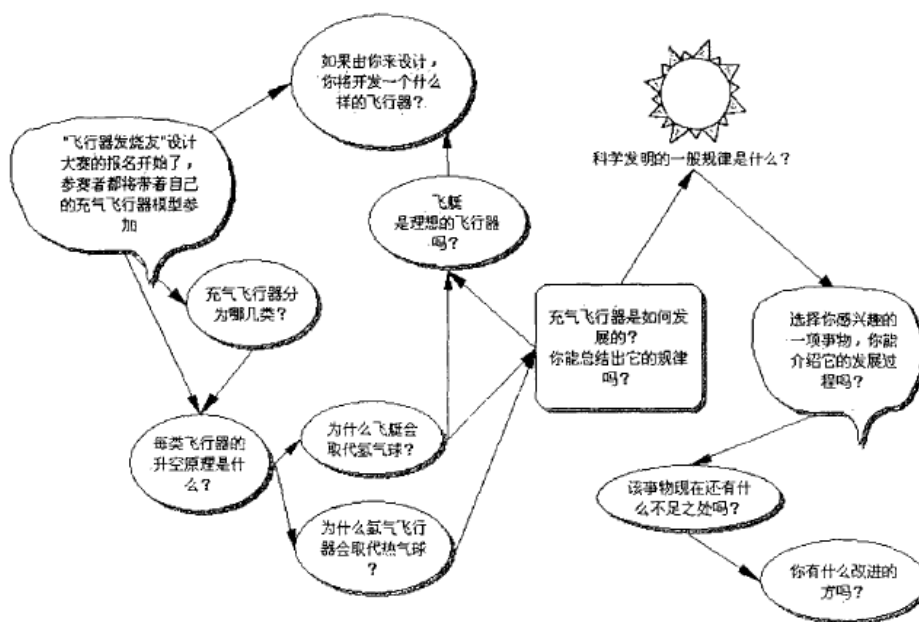 如果由你来设计，
你将开发一个什么
样的飞行器？
"飞行器发烧友"设计
大赛的报名开始了，
参赛者都将带着自己
的充气飞行器模型参
加
科学发明的一般规律是什么？
飞艇
是理想的飞行器
吗？
充气飞行器分
为哪几类？
充气飞行器是如何发
展的？
你能总结出它的规律
吗？
选择你感兴趣的
一项事物，你能
介绍它的发展过
程吗？
每类飞行器的
升空原理是什
么？
为什么飞艇会
取代氢气球？
该事物现在还有什
么不足之处吗？
为什么氢气飞行
器会取代热气球
？
你有什么改进的
方吗？